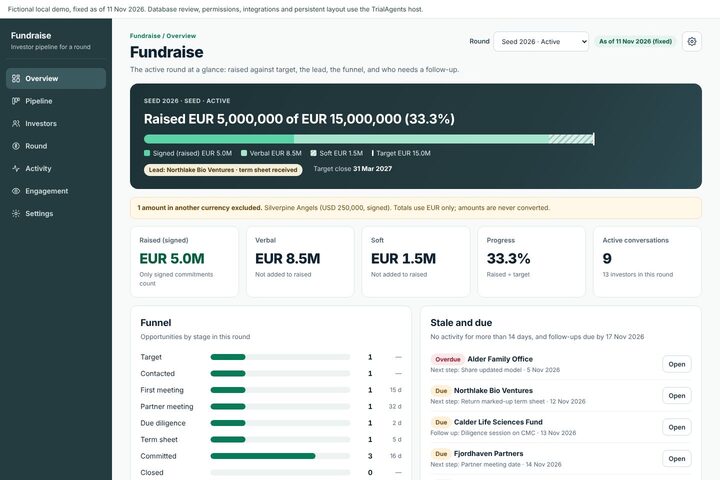 Fictional local demo, fixed as of 11 Nov 2026. Database review, permissions, integrations and persistent layout use the TrialAgents host.
Fundraise
Investor pipeline for a round
Overview
Pipeline
Investors
Round
Activity
Engagement
Settings
Fundraise / Overview
Fundraise
The active round at a glance: raised against target, the lead, the funnel, and who needs a follow-up.
Round
Seed 2026 · Active
As of 11 Nov 2026 (fixed)
SEED 2026 · SEED · ACTIVE
Raised EUR 5,000,000 of EUR 15,000,000 (33.3%)
Signed (raised) EUR 5.0M
Verbal EUR 8.5M
Soft EUR 1.5M
Target EUR 15.0M
Lead: Northlake Bio Ventures · term sheet received
Target close 31 Mar 2027
1 amount in another currency excluded. Silverpine Angels (USD 250,000, signed). Totals use EUR only; amounts are never converted.
Raised (signed)
EUR 5.0M
Only signed commitments
count
Verbal
EUR 8.5M
Not added to raised
Soft
EUR 1.5M
Not added to raised
Progress
33.3%
Raised ÷ target
Active conversations
9
13 investors in this round
Funnel
Opportunities by stage in this round
Target 1 —
Contacted 1 —
First meeting 1 15 d
Partner meeting 1 32 d
Due diligence 1 2 d
Term sheet 1 5 d
Committed 3 16 d
Closed 0 —
Stale and due
No activity for more than 14 days, and follow-ups due by 17 Nov 2026
Overdue Alder Family Office
Next step: Share updated model · 5 Nov 2026
Open
Due Northlake Bio Ventures
Next step: Return marked-up term sheet · 12 Nov 2026
Open
Due Calder Life Sciences Fund
Follow up: Diligence session on CMC · 13 Nov 2026
Open
Due Fjordhaven Partners
Next step: Partner meeting date · 14 Nov 2026
Open